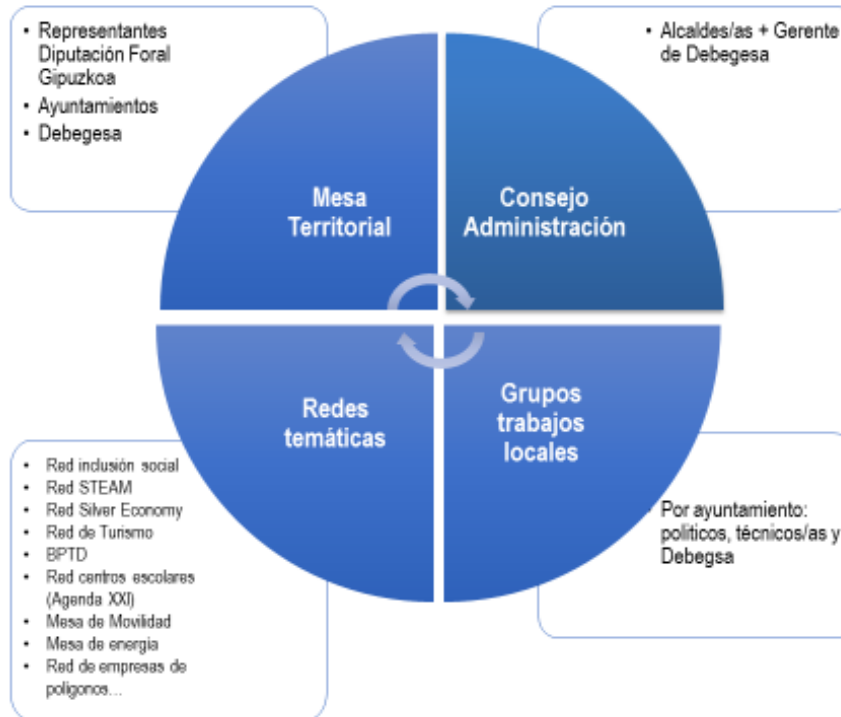 • Representantes
Diputación Foral
Gipuzkoa
• Ayuntamientos
• Debegesa
• Alcaldes/as + Gerente
de Debegesa
Mesa
Territorial
Consejo
Administración
Redes
temáticas
Grupos
trabajos
locales
• Red inclusión social
• Red STEAM
• Red Silver Economy
• Red de Turismo
• BPTD
• Red centros escolares
(Agenda XXI)
• Mesa de Movilidad
• Mesa de energía
• Red de empresas de
polígonos...
• Por ayuntamiento:
políticos, técnicos/as y
Debegsa